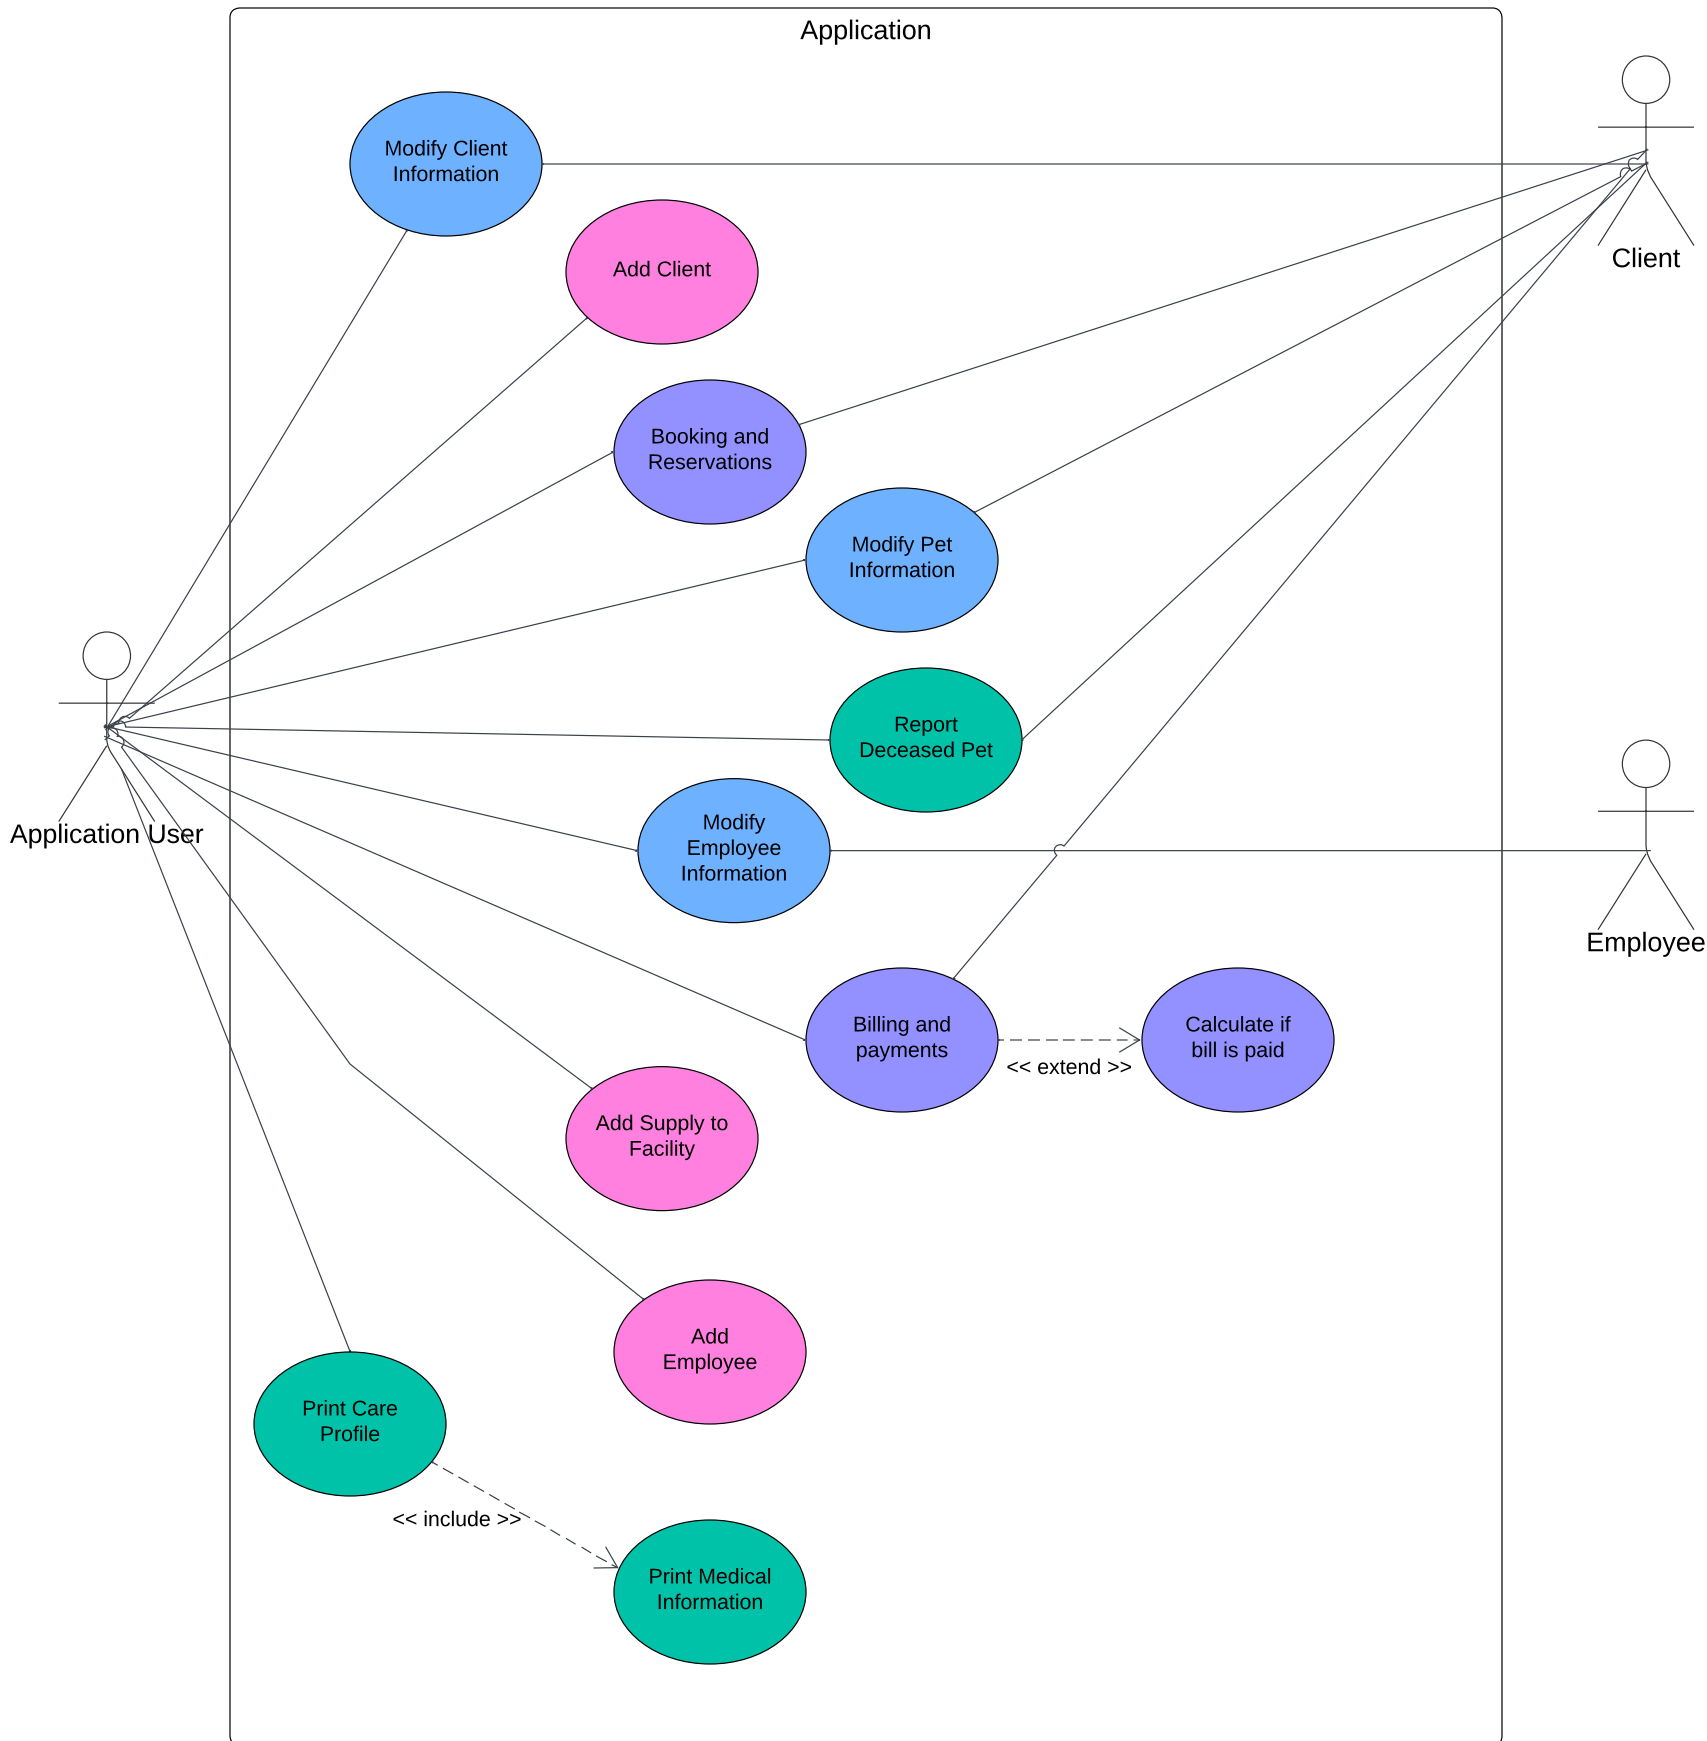 Application
Modify Client
Information
Add Client
Client
Booking and
Reservations
Modify Pet
Information
Report
Deceased Pet
Application User
Modify
Employee
Information
Employee
Billing and
payments
<< extend >>
Calculate if
bill is paid
Add Supply to
Facility
Add
Employee
Print Care
Profile
<< include >>
Print Medical
Information